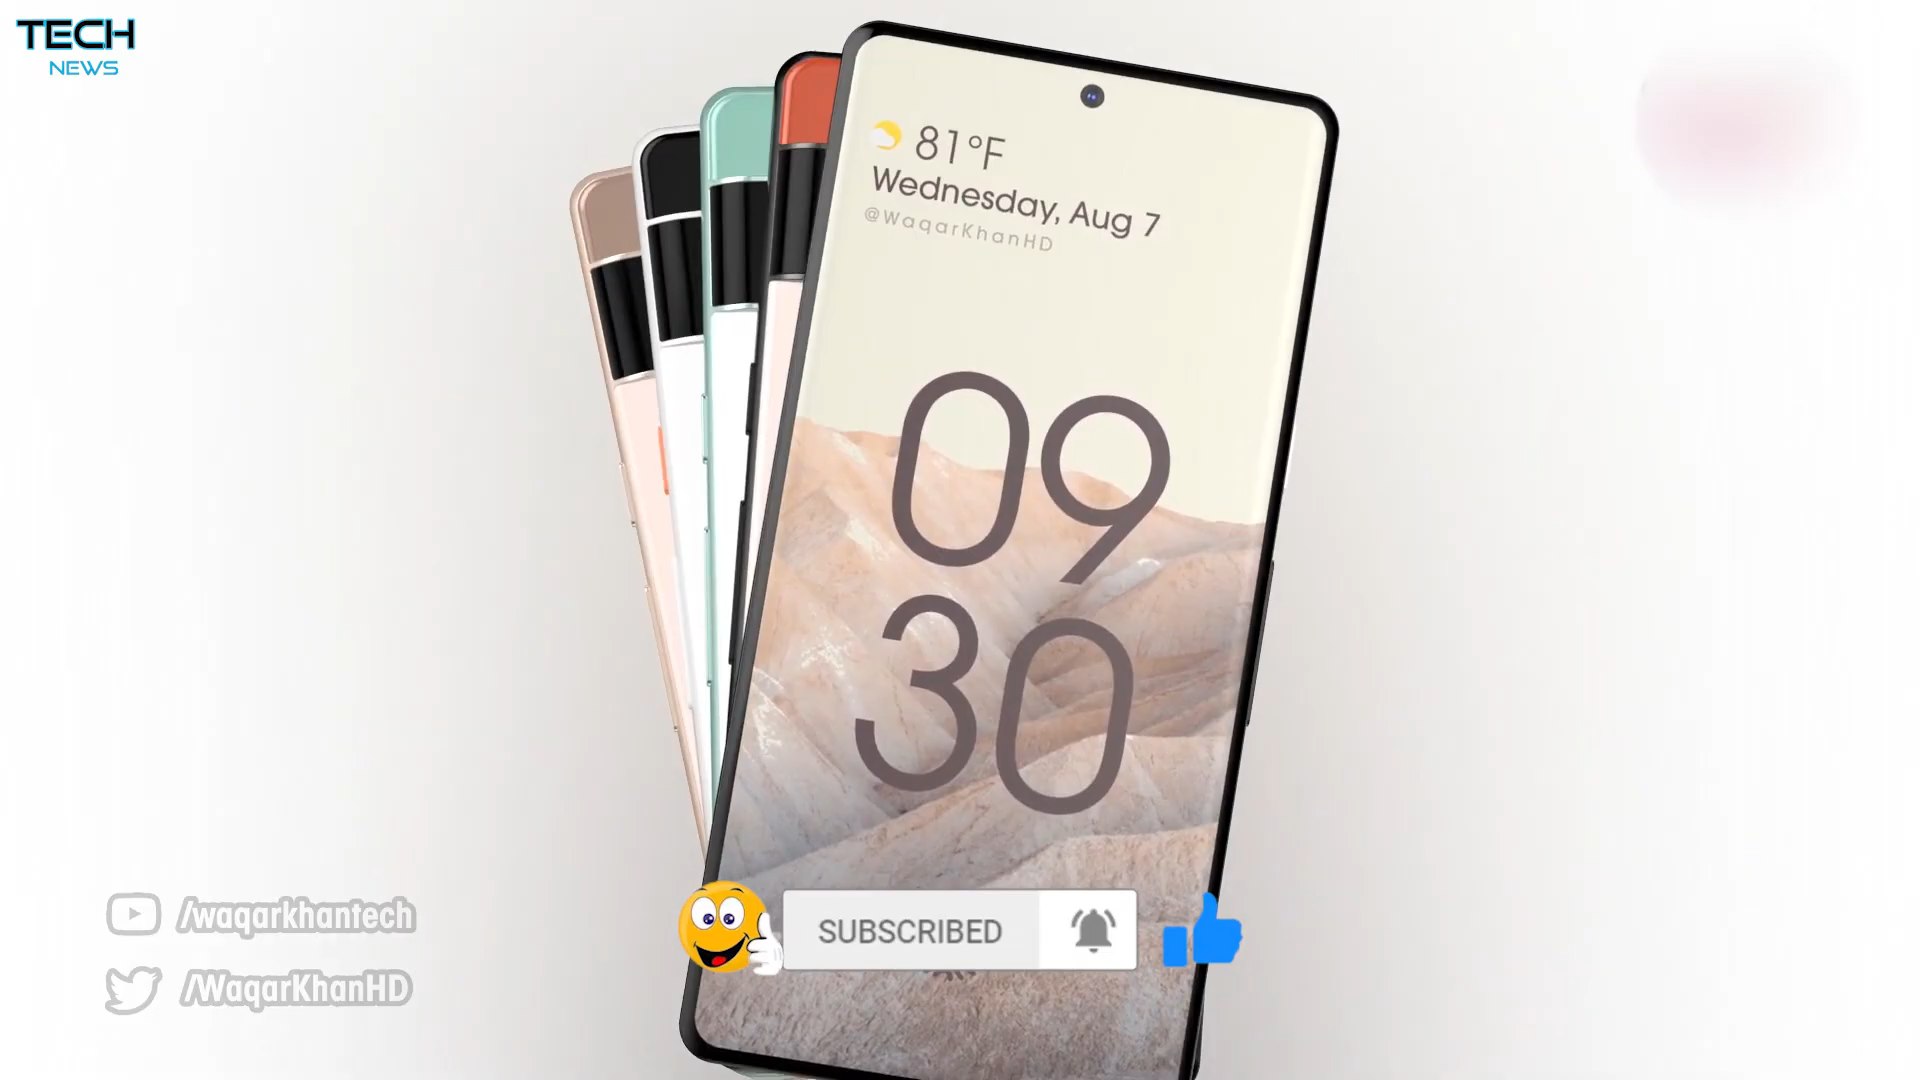 TECH
NEWS
81°F
Wednesday, Aug 7
@WaqarKhanHD
09
30
SUBSCRIBED
/waqarkhantech
/WaqarKhanHD